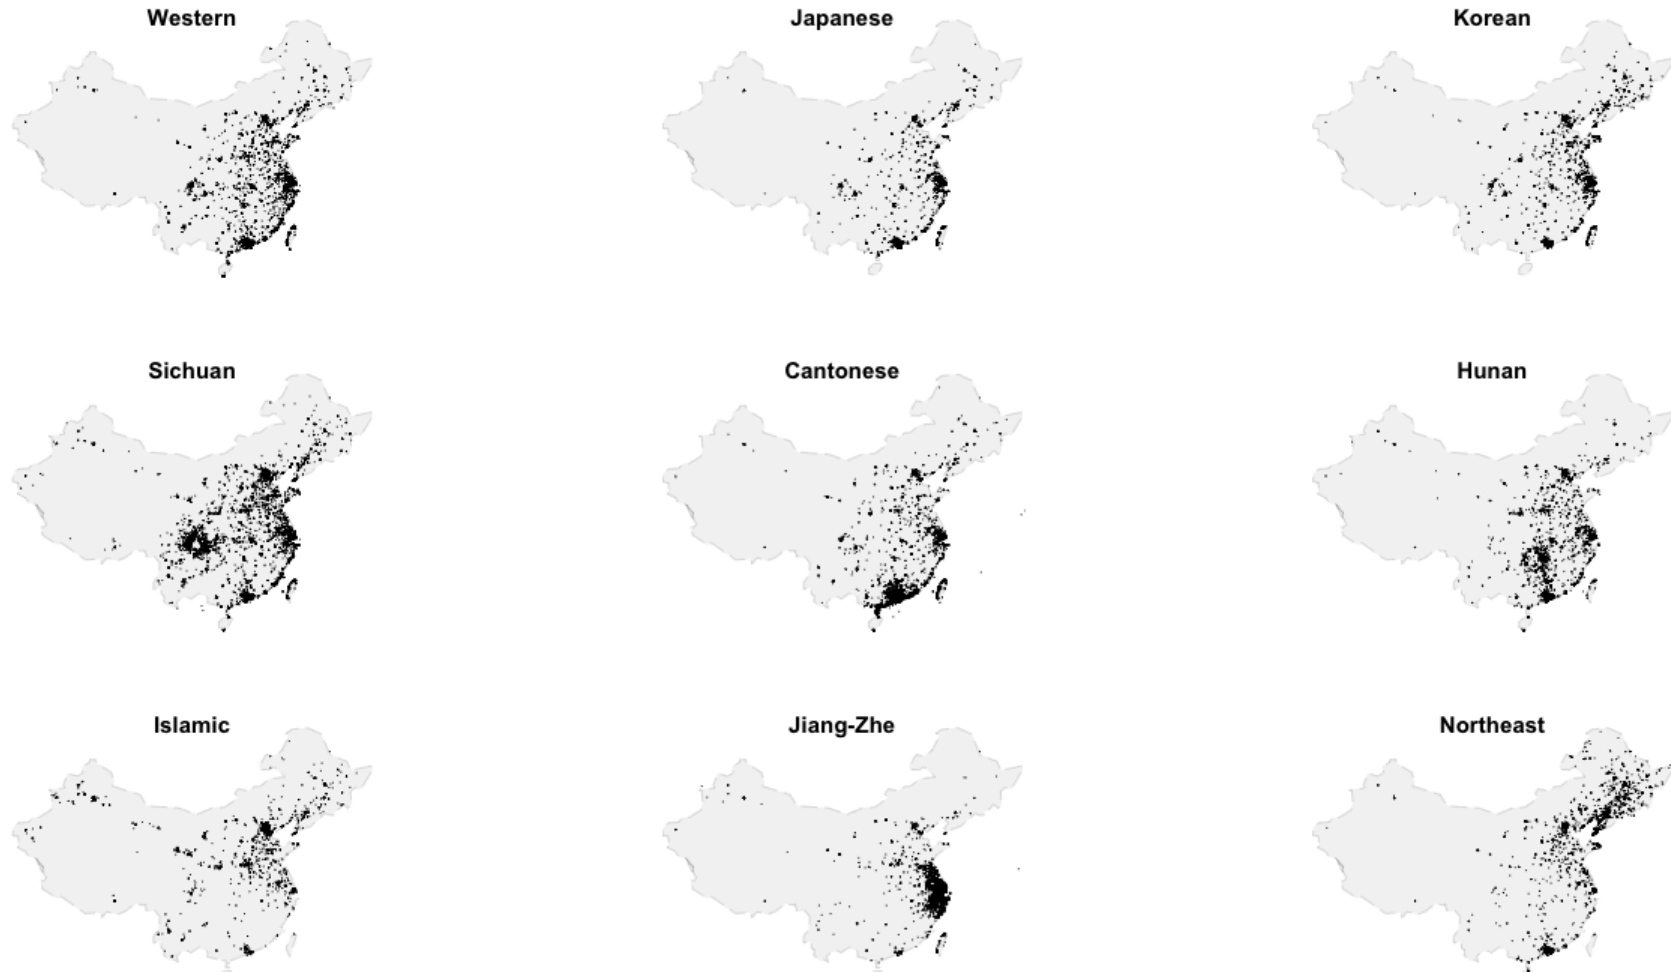 Western
Japanese
Korean
Sichuan
Cantonese
Hunan
Islamic
Jiang-Zhe
Northeast